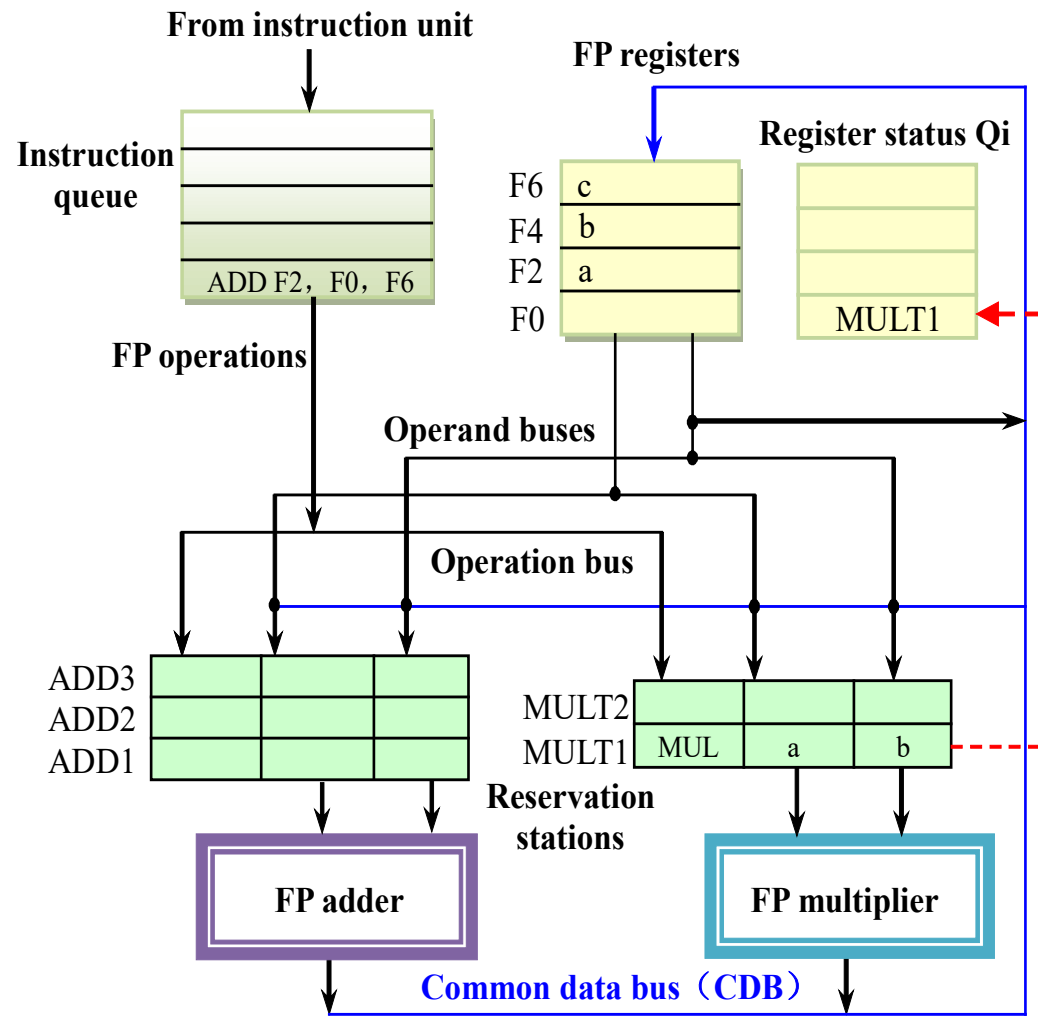 From instruction unit
FP registers
Instruction
queue
Register status Qi
F6 c
F4 b
F2 a
F0
ADD F2，F0，F6
MULT1
FP operations
Operand buses
Operation bus
ADD3
ADD2
ADD1
MULT2
MULT1 MUL a b
Reservation
stations
FP adder
FP multiplier
Common data bus（CDB）